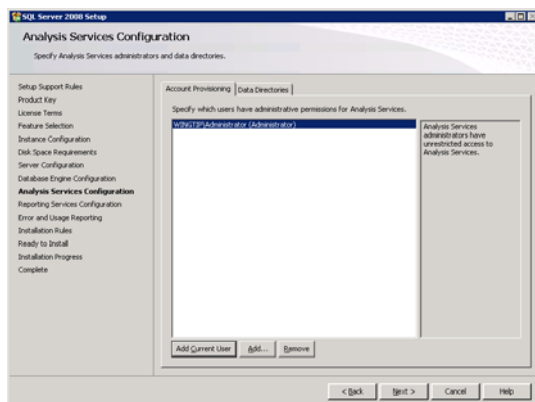 SQL Server 2008 Setup
Analysis Services Configuration
Specify Analysis Services administrators and data directories.
Setup Support Rules
Product Key
License Terms
Feature Selection
Instance Configuration
Disk Space Requirements
Server Configuration
Database Engine Configuration
Analysis Services Configuration
Reporting Services Configuration
Error and Usage Reporting
Installation Rules
Ready to Install
Installation Progress
Complete
Account Provisioning
Data Directories
Specify which users have administrative permissions for Analysis Services.
WINGTIP\Administrator (Administrator)
Analysis Services
administrators have
unrestricted access to
Analysis Services.
Add Current User
Add...
Remove
< Back
Next >
Cancel
Help